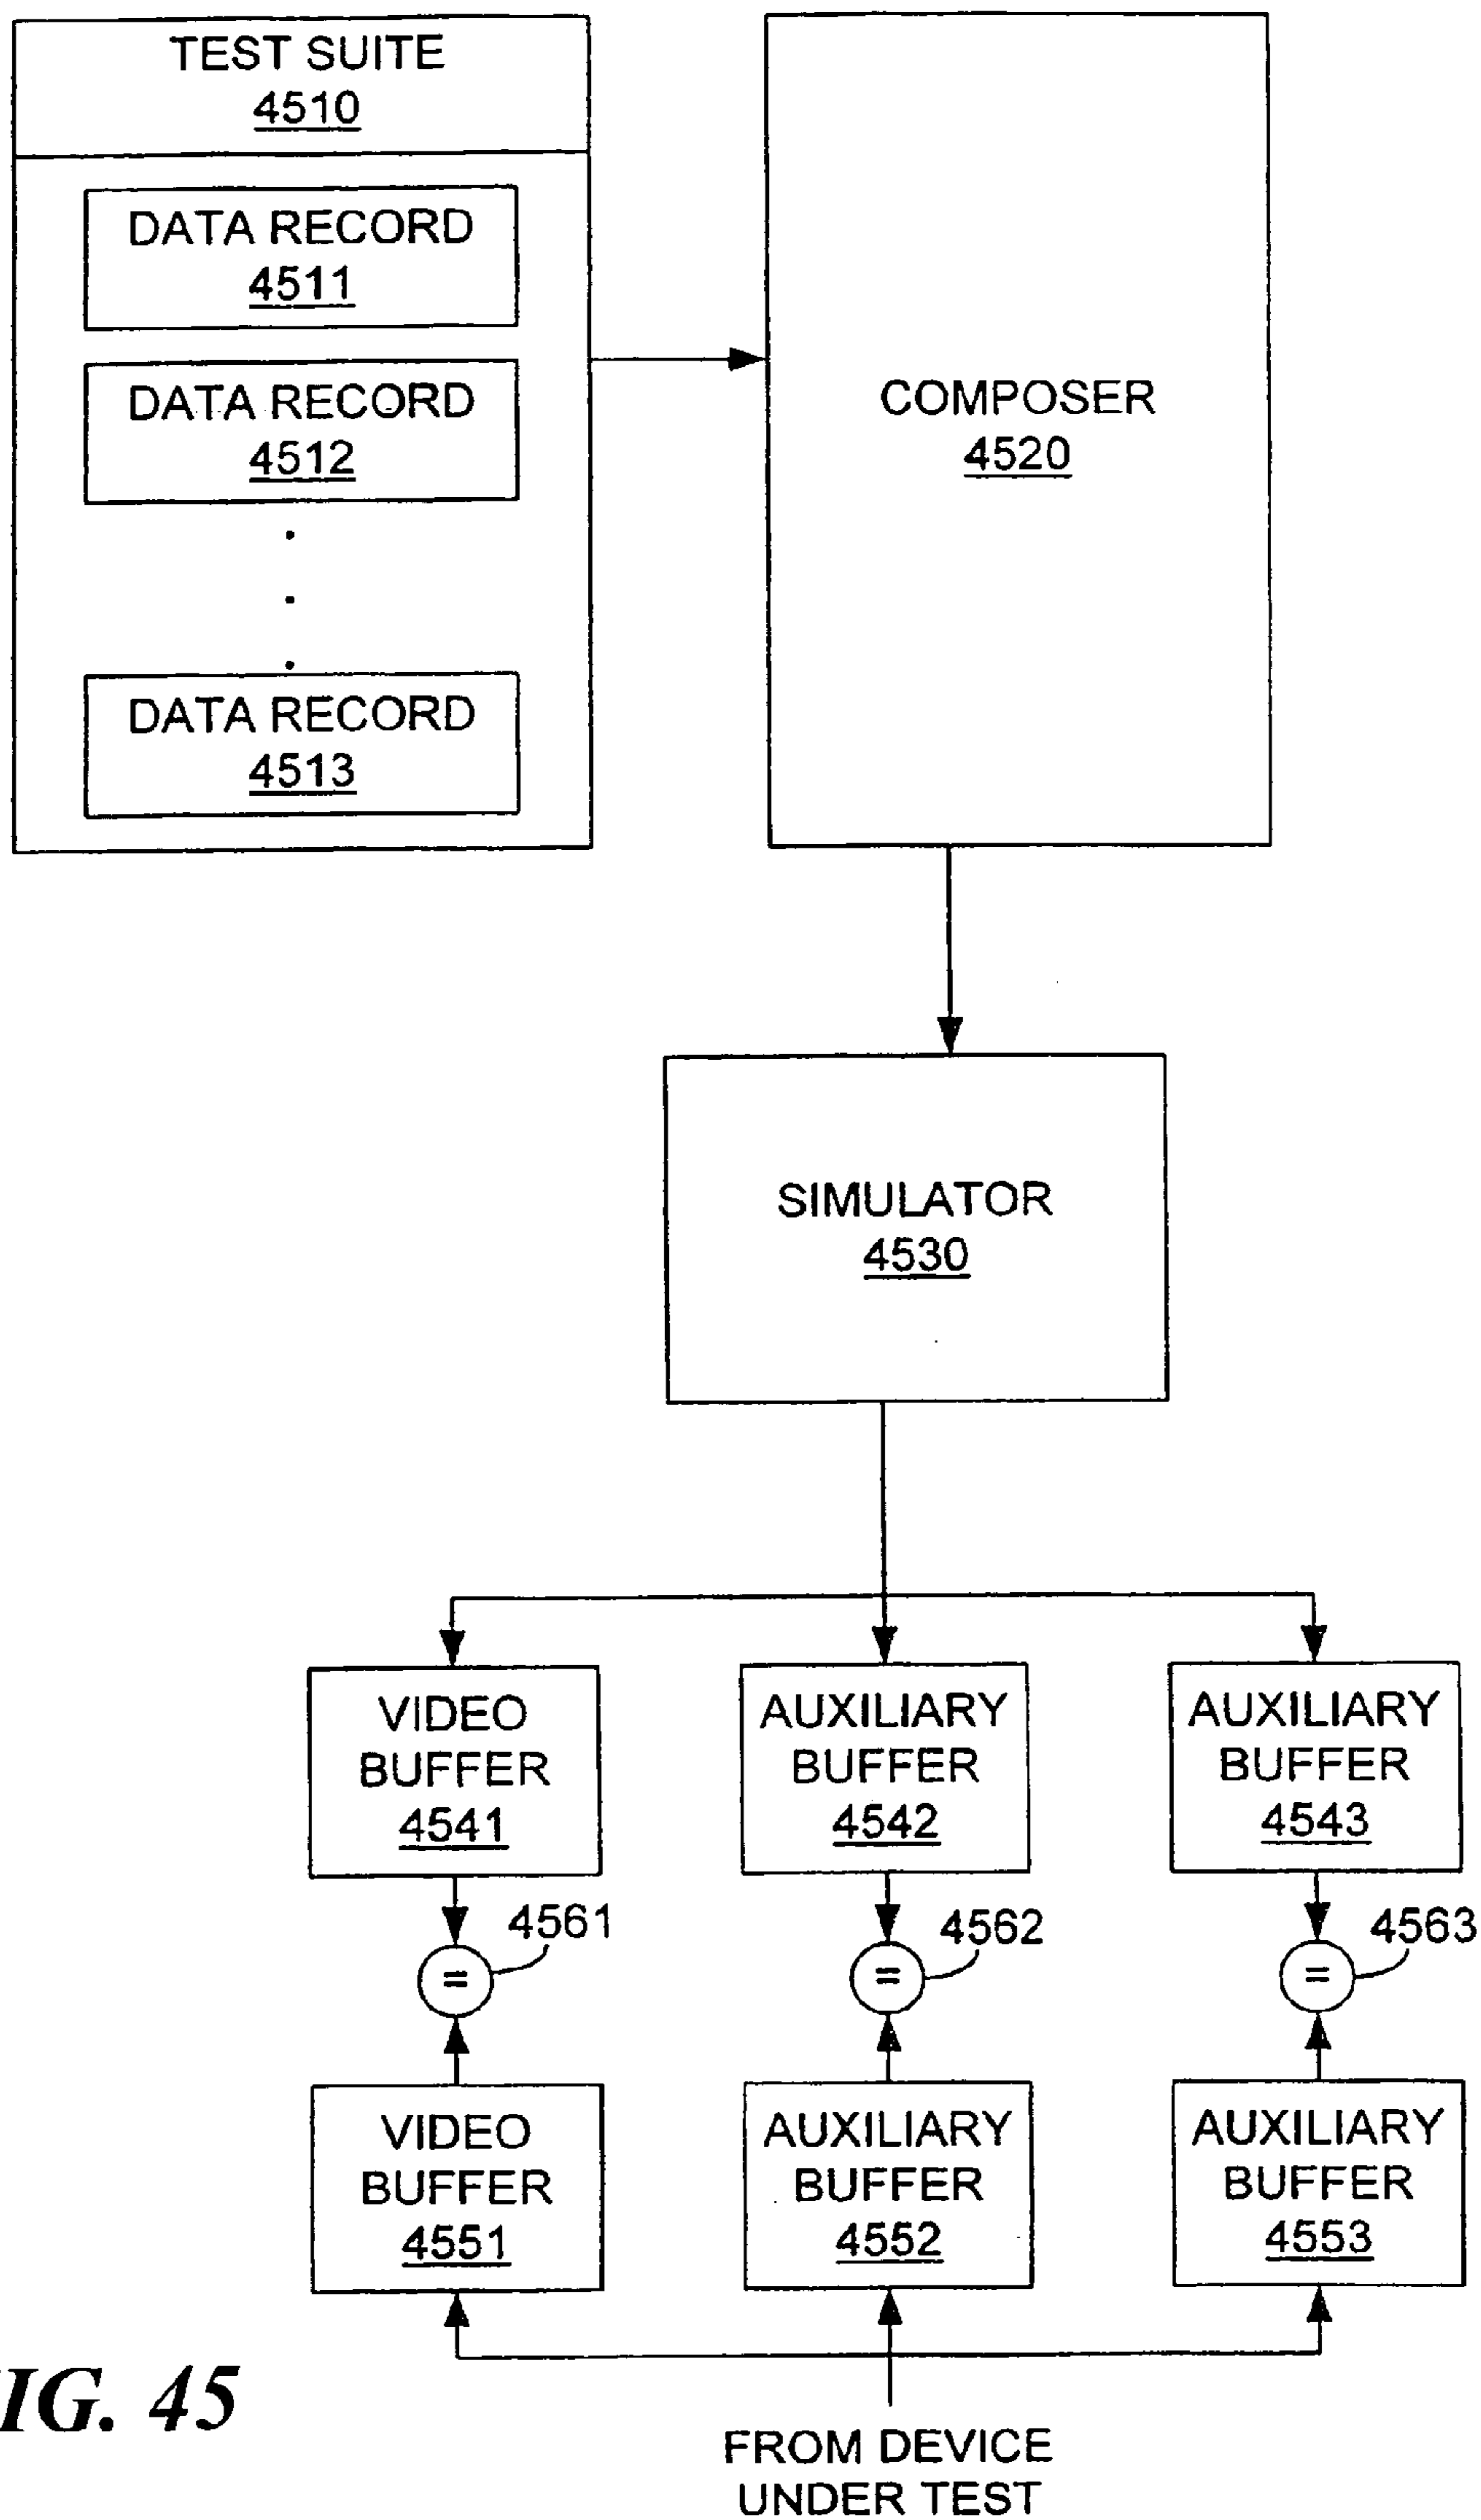 TEST SUITE
4510
DATA RECORD
4511
DATA RECORD
4512
DATA RECORD
4513
COMPOSER
4520
SIMULATOR
4530
VIDEO
BUFFER
4541
AUXILIARY
BUFFER
4542
AUXILIARY
BUFFER
4543
=
4561
=
4562
=
4563
VIDEO
BUFFER
4551
AUXILIARY
BUFFER
4552
AUXILIARY
BUFFER
4553
IG. 45
FROM DEVICE
UNDER TEST